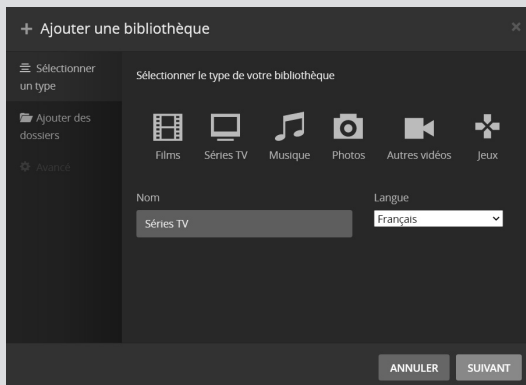 + Ajouter une bibliothèque ×
Sélectionner
un type
Ajouter des
dossiers
Avancé
Sélectionner le type de votre bibliothèque
Films Séries TV Musique Photos Autres vidéos Jeux
Nom Langue
Séries TV Français
ANNULER SUIVANT